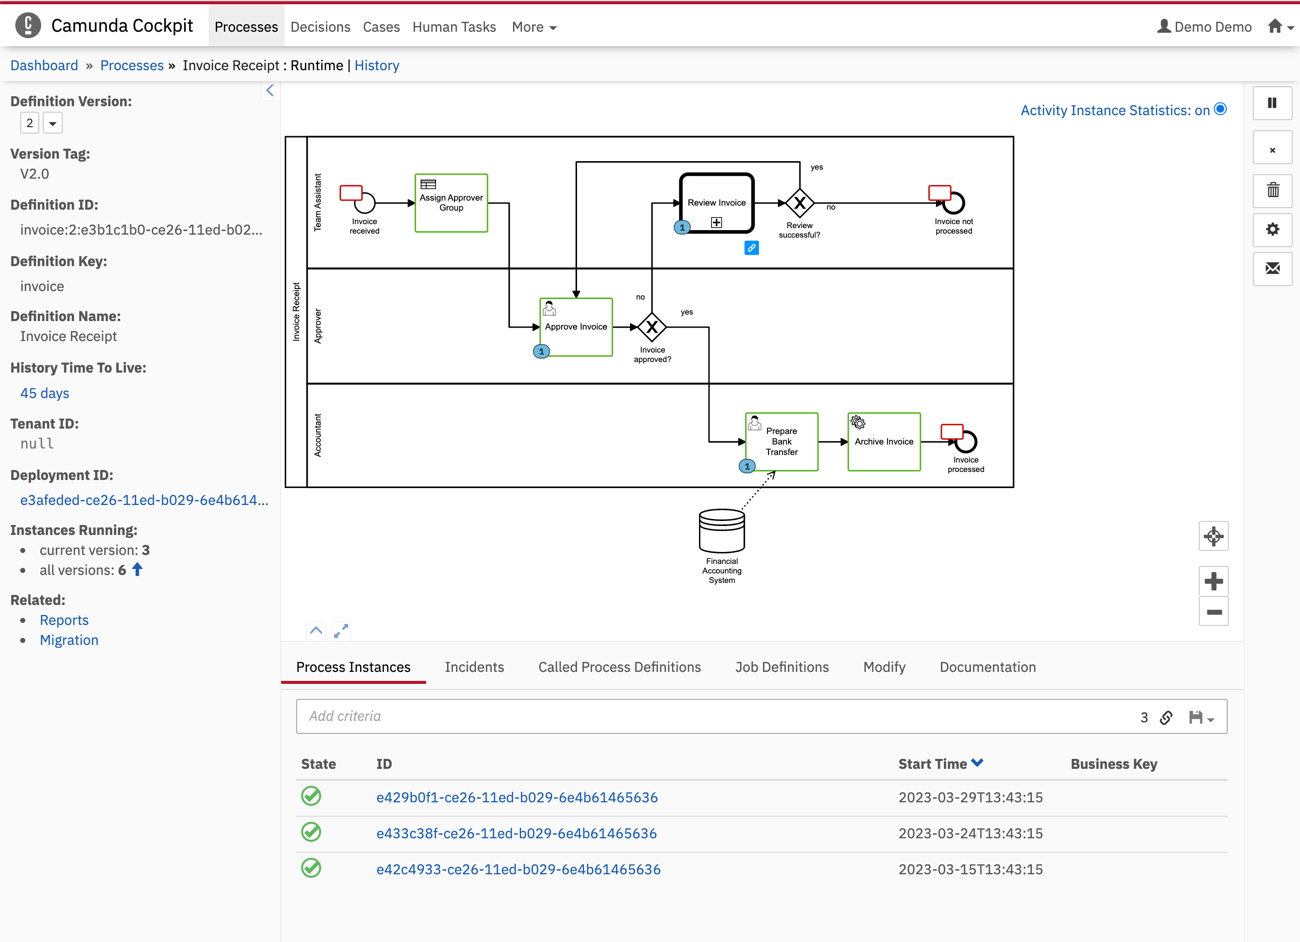 Camunda Cockpit
Processes
Decisions
Cases
Human Tasks
More
Demo Demo
Dashboard » Processes » Invoice Receipt : Runtime | History
Definition Version:
2
Version Tag:
V2.0
Definition ID:
invoice:2:e3b1c1b0-ce26-11ed-b02...
Definition Key:
invoice
Definition Name:
Invoice Receipt
History Time To Live:
45 days
Tenant ID:
null
Deployment ID:
e3afeded-ce26-11ed-b029-6e4b614...
Instances Running:
current version: 3
all versions: 6
Related:
Reports
Migration
Activity Instance Statistics: on
Invoice Receipt
Team Assistant
Invoice
received
Assign Approver
Group
Review Invoice
1
yes
no
Review
successful?
Invoice not
processed
Approver
Approve Invoice
1
no
yes
Invoice
approved?
Accountant
Prepare
Bank
Transfer
1
Archive Invoice
Invoice
processed
Financial
Accounting
System
Process Instances
Incidents
Called Process Definitions
Job Definitions
Modify
Documentation
Add criteria
3
State
ID
Start Time
Business Key
e429b0f1-ce26-11ed-b029-6e4b61465636
2023-03-29T13:43:15
e433c38f-ce26-11ed-b029-6e4b61465636
2023-03-24T13:43:15
e42c4933-ce26-11ed-b029-6e4b61465636
2023-03-15T13:43:15